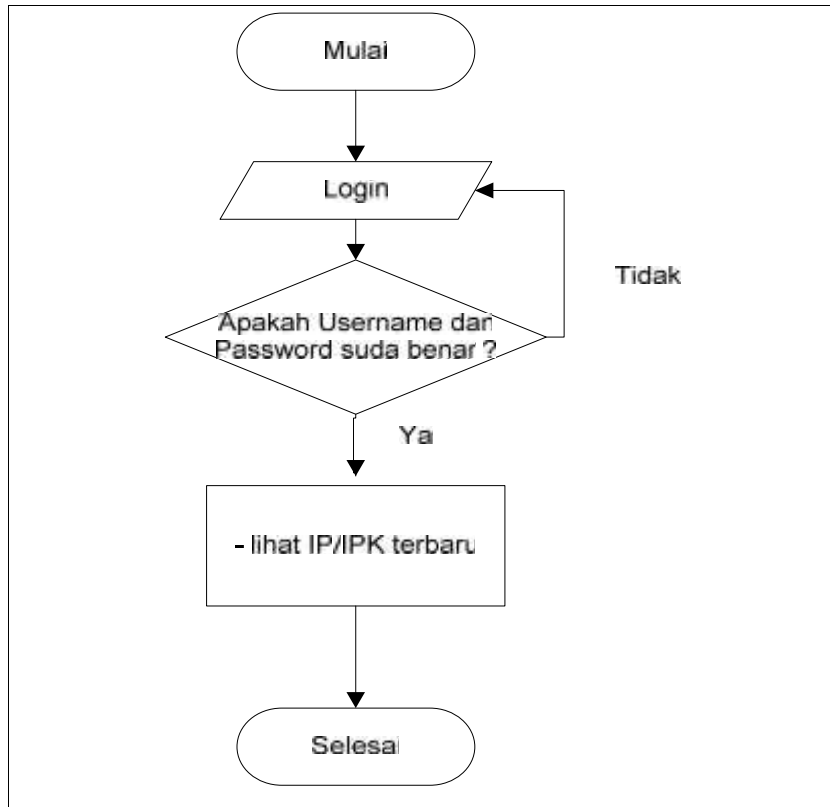 Mulai
Login
Tidak
Apakah Username dan
Password suda benar ?
Ya
- lihat IP/IPK terbaru
Selesai